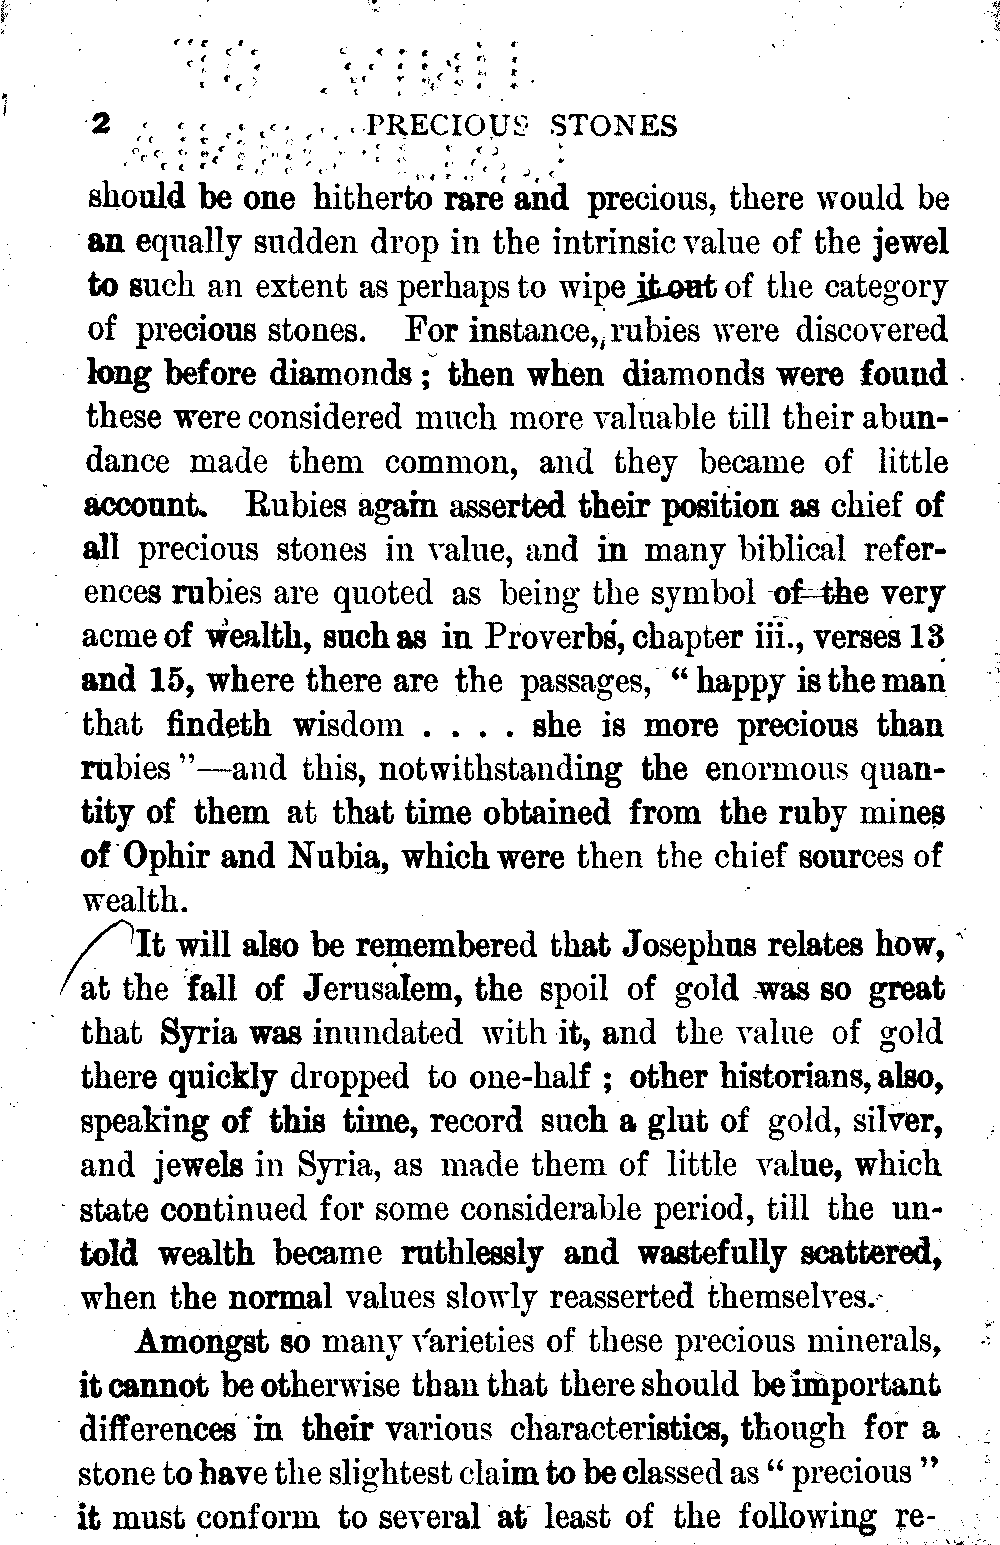 2 PRECIOUS STONES
should be one hitherto rare and precious, there would be
an equally sudden drop in the intrinsic value of the jewel
to such an extent as perhaps to wipe it out of the category
of precious stones. For instance, rubies were discovered
long before diamonds ; then when diamonds were found
these were considered much more valuable till their abun-
dance made them common, and they became of little
account. Rubies again asserted their position as chief of
all precious stones in value, and in many biblical refer-
ences rubies are quoted as being the symbol of the very
acme of wealth, such as in Proverbs, chapter iii., verses 13
and 15, where there are the passages, “ happy is the man
that findeth wisdom . . . . she is more precious than
rubies ”—and this, notwithstanding the enormous quan-
tity of them at that time obtained from the ruby mines
of Ophir and Nubia, which were then the chief sources of
wealth.
It will also be remembered that Josephus relates how,
at the fall of Jerusalem, the spoil of gold was so great
that Syria was inundated with it, and the value of gold
there quickly dropped to one-half ; other historians, also,
speaking of this time, record such a glut of gold, silver,
and jewels in Syria, as made them of little value, which
state continued for some considerable period, till the un-
told wealth became ruthlessly and wastefully scattered,
when the normal values slowly reasserted themselves.
Amongst so many varieties of these precious minerals,
it cannot be otherwise than that there should be important
differences in their various characteristics, though for a
stone to have the slightest claim to be classed as “ precious ”
it must conform to several at least of the following re-